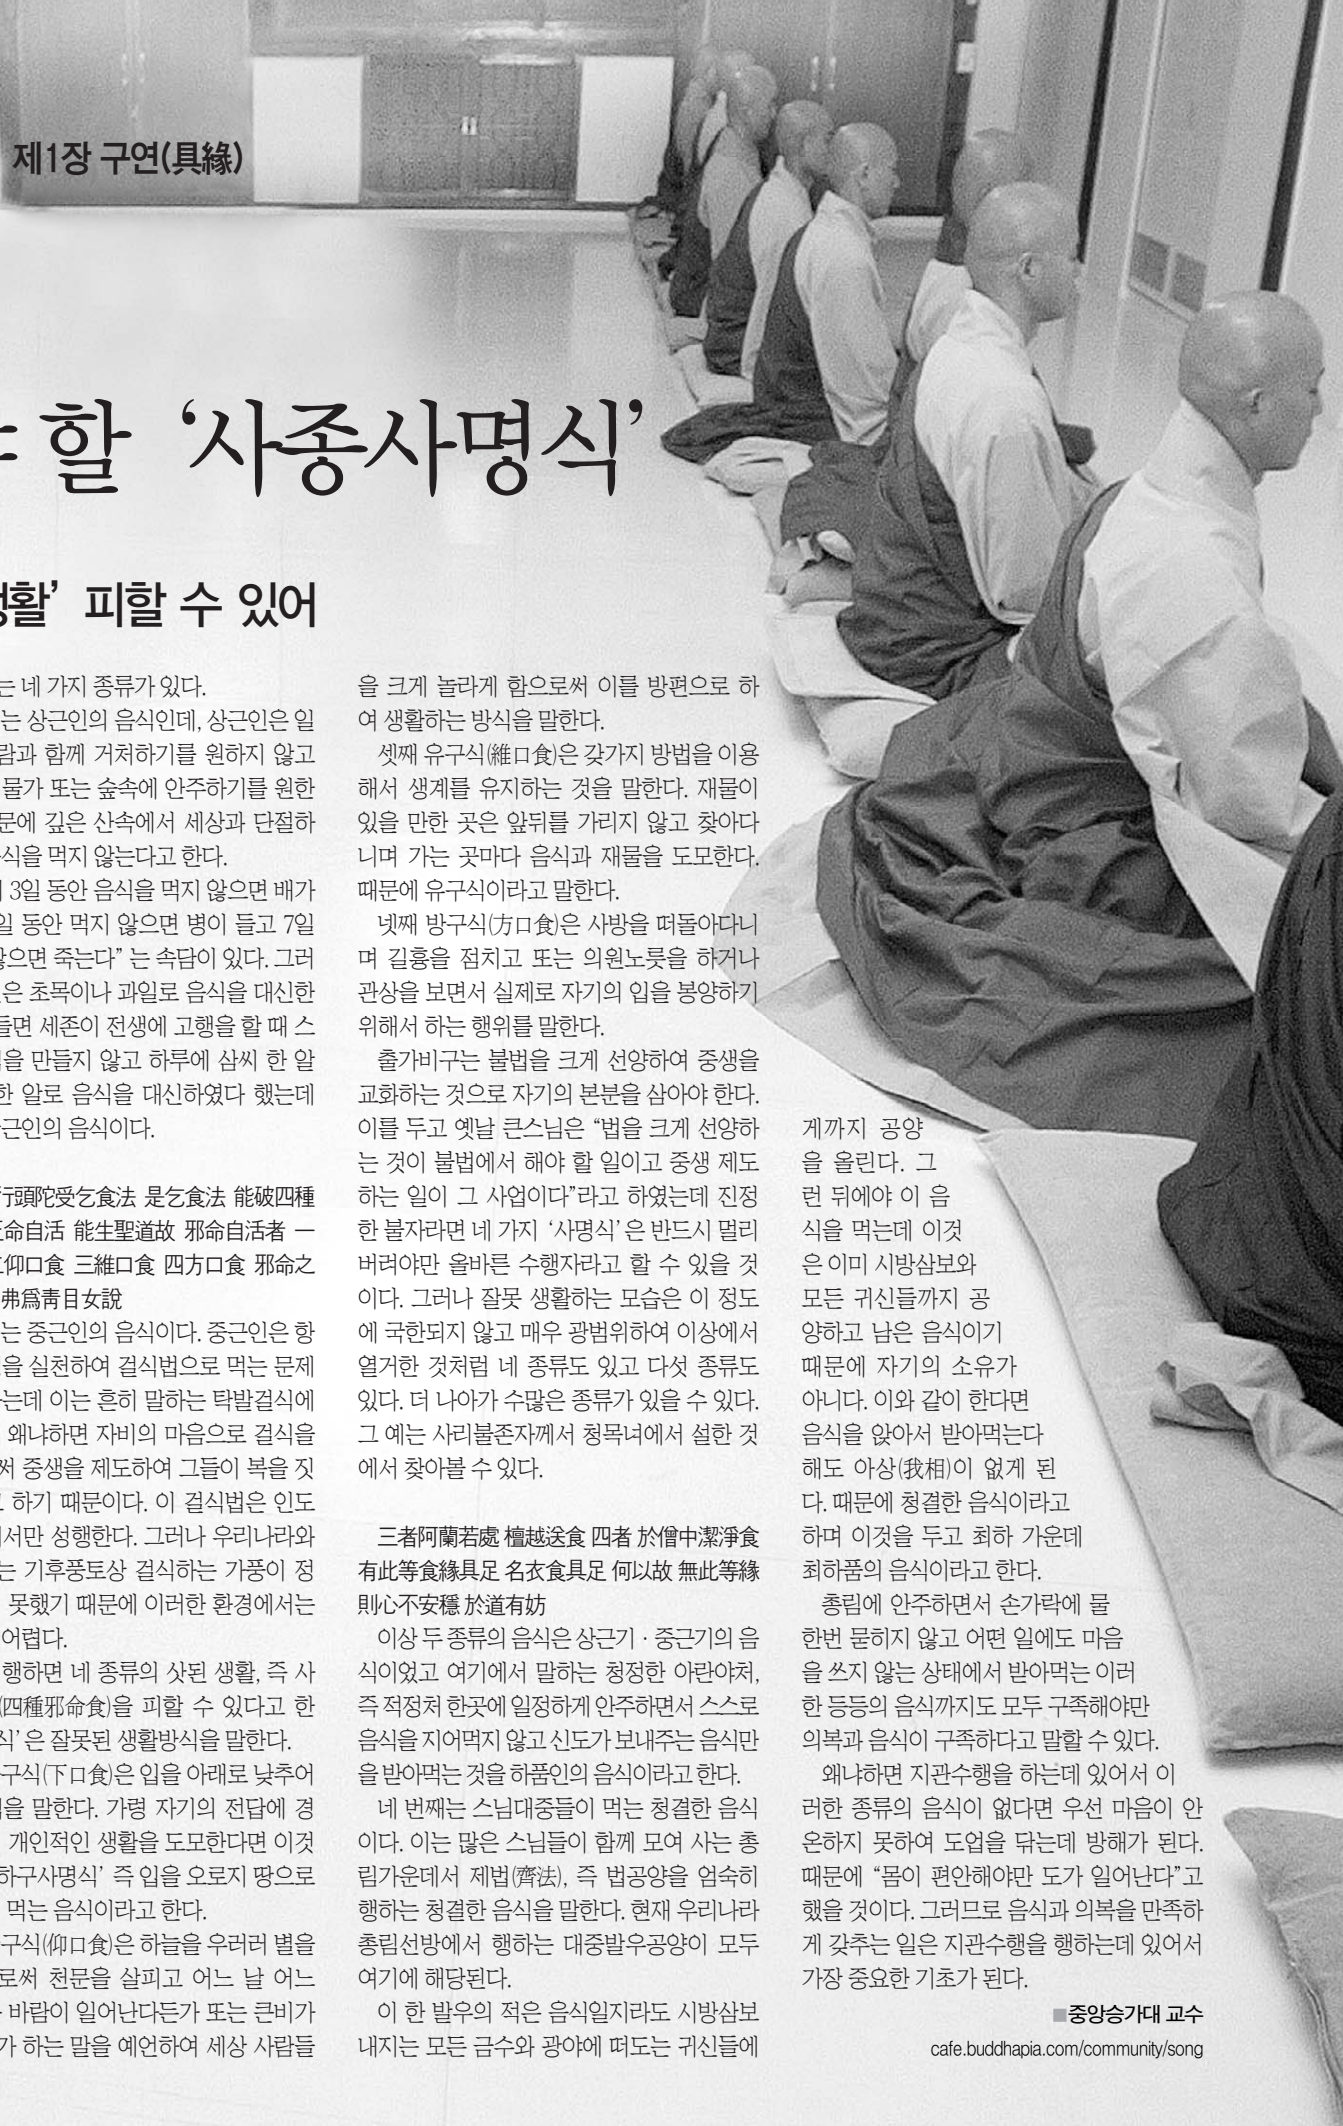 제1장 구연(具緣)
할 ‘사종사명식’
활’ 피할 수 있어
는 네 가지 종류가 있다.
는 상근인의 음식인데, 상근인은 일
람과 함께 거처하기를 원하지 않고
물가 또는 숲속에 안주하기를 원한
문에 깊은 산속에서 세상과 단절하
식을 먹지 않는다고 한다.
3일 동안 음식을 먹지 않으면 배가
일 동안 먹지 않으면 병이 들고 7일
않으면 죽는다” 는 속담이 있다. 그러
은 초목이나 과일로 음식을 대신한
들면 세존이 전생에 고행을 할 때 스
을 만들지 않고 하루에 삼씨 한 알
한 알로 음식을 대신하였다 했는데
근인의 음식이다.
行頭陀受乞食法 是乞食法 能破四種
正命自活 能生聖道故 邪命自活者 一
仰口食 三維口食 四方口食 邪命之
弗爲靑目女說
는 중근인의 음식이다. 중근인은 항
을 실천하여 걸식법으로 먹는 문제
는데 이는 흔히 말하는 탁발걸식에
왜냐하면 자비의 마음으로 걸식을
써 중생을 제도하여 그들이 복을 짓
하기 때문이다. 이 걸식법은 인도
서만 성행한다. 그러나 우리나라와
는 기후풍토상 걸식하는 가풍이 정
못했기 때문에 이러한 환경에서는
어렵다.
행하면 네 종류의 삿된 생활, 즉 사
(四種邪命食)을 피할 수 있다고 한
식’ 은 잘못된 생활방식을 말한다.
구식(下口食)은 입을 아래로 낮추어
을 말한다. 가령 자기의 전답에 경
개인적인 생활을 도모한다면 이것
하구사명식’ 즉 입을 오로지 땅으로
먹는 음식이라고 한다.
구식(仰口食)은 하늘을 우러러 별을
로써 천문을 살피고 어느 날 어느
바람이 일어난다든가 또는 큰비가
가 하는 말을 예언하여 세상 사람들
을 크게 놀라게 함으로써 이를 방편으로 하
여 생활하는 방식을 말한다.
셋째 유구식(維口食)은 갖가지 방법을 이용
해서 생계를 유지하는 것을 말한다. 재물이
있을 만한 곳은 앞뒤를 가리지 않고 찾아다
니며 가는 곳마다 음식과 재물을 도모한다.
때문에 유구식이라고 말한다.
넷째 방구식(方口食)은 사방을 떠돌아다니
며 길흉을 점치고 또는 의원노릇을 하거나
관상을 보면서 실제로 자기의 입을 봉양하기
위해서 하는 행위를 말한다.
출가비구는 불법을 크게 선양하여 중생을
교화하는 것으로 자기의 본분을 삼아야 한다.
이를 두고 옛날 큰스님은 “법을 크게 선양하
는 것이 불법에서 해야 할 일이고 중생 제도
하는 일이 그 사업이다”라고 하였는데 진정
한 불자라면 네 가지 ‘사명식’ 은 반드시 멀리
버려야만 올바른 수행자라고 할 수 있을 것
이다. 그러나 잘못 생활하는 모습은 이 정도
에 국한되지 않고 매우 광범위하여 이상에서
열거한 것처럼 네 종류도 있고 다섯 종류도
있다. 더 나아가 수많은 종류가 있을 수 있다.
그 예는 사리불존자께서 청목녀에서 설한 것
에서 찾아볼 수 있다.
三者阿蘭若處 檀越送食 四者 於僧中潔淨食
有此等食緣具足 名衣食具足 何以故 無此等緣
則心不安穩 於道有妨
이상 두 종류의 음식은 상근기 · 중근기의 음
식이었고 여기에서 말하는 청정한 아란야처,
즉 적정처 한곳에 일정하게 안주하면서 스스로
음식을 지어먹지 않고 신도가 보내주는 음식만
을 받아먹는 것을 하품인의 음식이라고 한다.
네 번째는 스님대중들이 먹는 청결한 음식
이다. 이는 많은 스님들이 함께 모여 사는 총
림가운데서 제법(齊法), 즉 법공양을 엄숙히
행하는 청결한 음식을 말한다. 현재 우리나라
총림선방에서 행하는 대중발우공양이 모두
여기에 해당된다.
이 한 발우의 적은 음식일지라도 시방삼보
내지는 모든 금수와 광야에 떠도는 귀신들에
게까지 공양
을 올린다. 그
런 뒤에야 이 음
식을 먹는데 이것
은 이미 시방삼보와
모든 귀신들까지 공
양하고 남은 음식이기
때문에 자기의 소유가
아니다. 이와 같이 한다면
음식을 앉아서 받아먹는다
해도 아상(我相)이 없게 된
다. 때문에 청결한 음식이라고
하며 이것을 두고 최하 가운데
최하품의 음식이라고 한다.
총림에 안주하면서 손가락에 물
한번 묻히지 않고 어떤 일에도 마음
을 쓰지 않는 상태에서 받아먹는 이러
한 등등의 음식까지도 모두 구족해야만
의복과 음식이 구족하다고 말할 수 있다.
왜냐하면 지관수행을 하는데 있어서 이
러한 종류의 음식이 없다면 우선 마음이 안
온하지 못하여 도업을 닦는데 방해가 된다.
때문에 “몸이 편안해야만 도가 일어난다”고
했을 것이다. 그러므로 음식과 의복을 만족하
게 갖추는 일은 지관수행을 행하는데 있어서
가장 중요한 기초가 된다.
■중앙승가대 교수
cafe.buddhapia.com/community/song